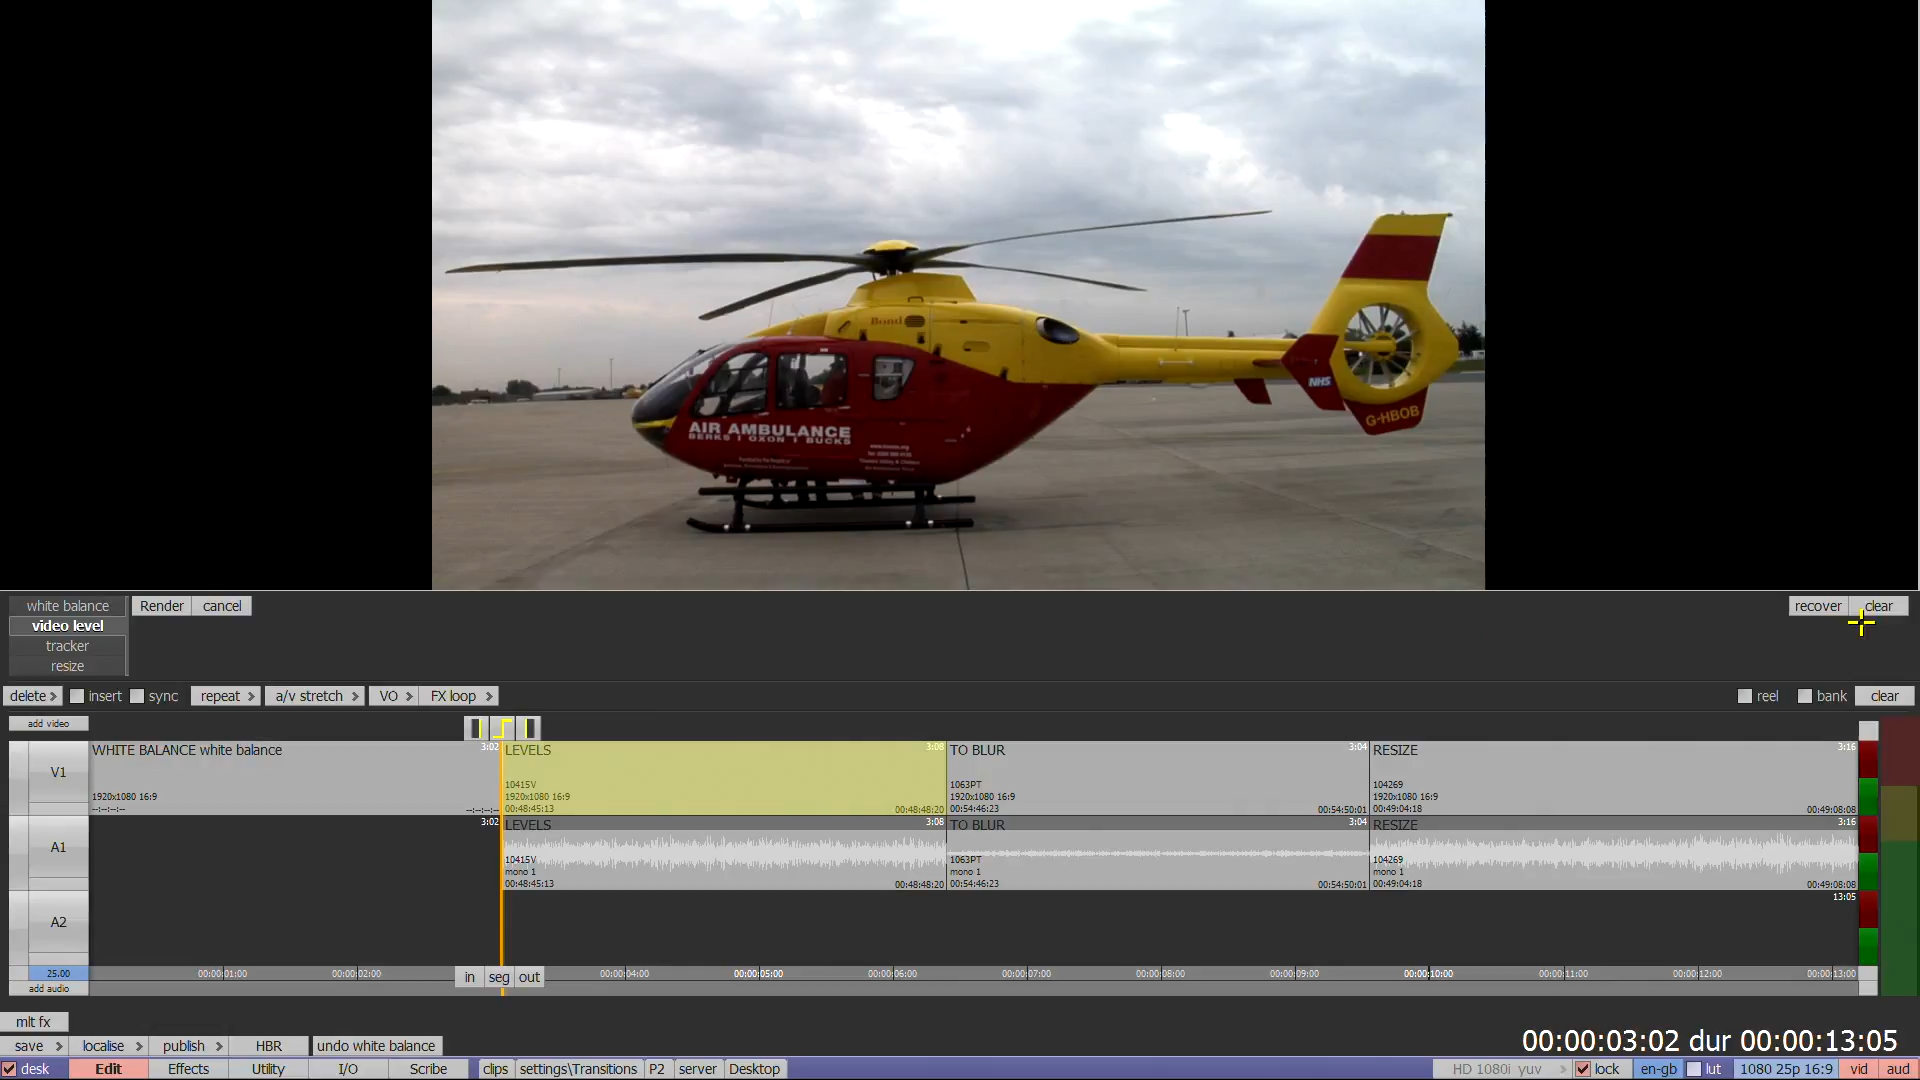 Bond
NHS
G-HBOB
AIR AMBULANCE
BERKS | OXON | BUCKS
white balance
Render
cancel
recover
clear
video level
tracker
resize
delete
insert
sync
repeat
a/v stretch
VO
FX loop
reel
bank
clear
add video
V1
WHITE BALANCE white balance
3:02
1920x1080 16:9
--:--:--:--
--:--:--:--
LEVELS
3:08
10415V
1920x1080 16:9
00:48:45:13
00:48:48:20
TO BLUR
3:04
1063PT
1920x1080 16:9
00:54:46:23
00:54:50:01
RESIZE
3:16
104269
1920x1080 16:9
00:49:04:18
00:49:08:08
A1
3:02
LEVELS
3:08
10415V
mono 1
00:48:45:13
00:48:48:20
TO BLUR
3:04
1063PT
mono 1
00:54:46:23
00:54:50:01
RESIZE
3:16
104269
mono 1
00:49:04:18
00:49:08:08
A2
13:05
25.00
00:00:01:00
00:00:02:00
in
seg
out
00:00:04:00
00:00:05:00
00:00:06:00
00:00:07:00
00:00:08:00
00:00:09:00
00:00:10:00
00:00:11:00
00:00:12:00
00:00:13:00
add audio
mlt fx
save
localise
publish
HBR
undo white balance
00:00:03:02 dur 00:00:13:05
desk
Edit
Effects
Utility
I/O
Scribe
clips
settings\Transitions
P2
server
Desktop
HD 1080i yuv
lock
en-gb
lut
1080 25p 16:9
vid
aud